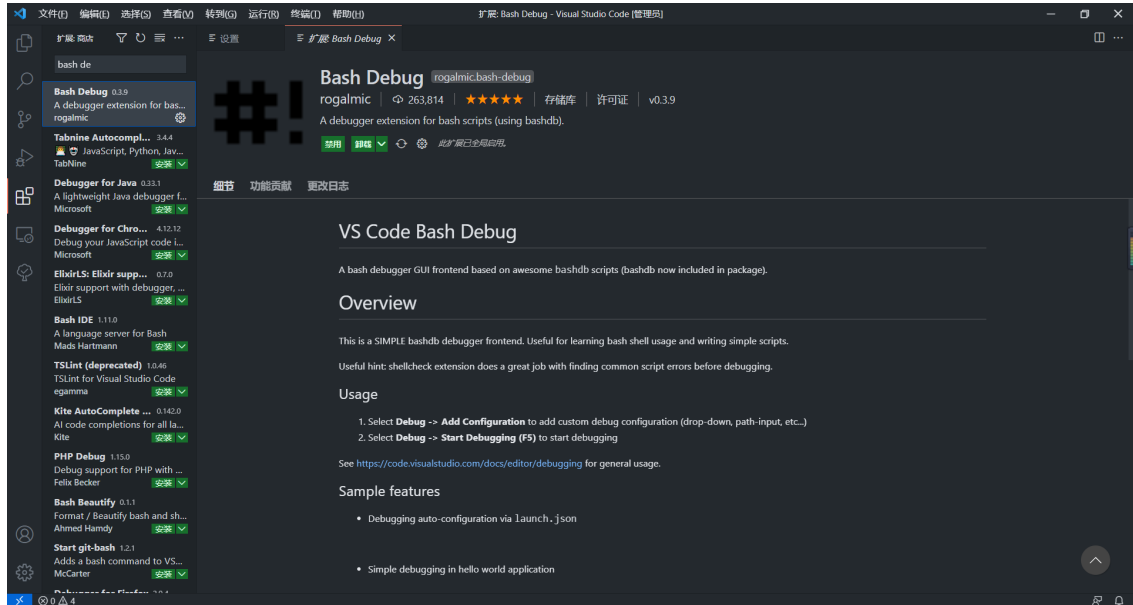 文件(F) 编辑(E) 选择(S) 查看(V) 转到(G) 运行(R) 终端(T) 帮助(H) 扩展: Bash Debug - Visual Studio Code [管理员]
扩展: 商店
设置
扩展: Bash Debug
bash de
Bash Debug 0.3.9
A debugger extension for bas...
rogalmic
Tabnine Autocompl... 3.4.4
JavaScript, Python, Jav...
TabNine 安装
Debugger for Java 0.33.1
A lightweight Java debugger f...
Microsoft 安装
Debugger for Chro... 4.12.12
Debug your JavaScript code i...
Microsoft 安装
ElixirLS: Elixir supp... 0.7.0
Elixir support with debugger, ...
ElixirLS 安装
Bash IDE 1.11.0
A language server for Bash
Mads Hartmann 安装
TSLint (deprecated) 1.0.46
TSLint for Visual Studio Code
egamma 安装
Kite AutoComplete ... 0.142.0
AI code completions for all la...
Kite 安装
PHP Debug 1.15.0
Debug support for PHP with ...
Felix Becker 安装
Bash Beautify 0.1.1
Format / Beautify bash and sh...
Ahmed Hamdy 安装
Start git-bash 1.2.1
Adds a bash command to VS...
McCarter 安装
#!
Bash Debug rogalmic.bash-debug
rogalmic 263,814 ★★★★★ 存储库 许可证 v0.3.9
A debugger extension for bash scripts (using bashdb).
禁用 卸载 此扩展已全局启用。
细节 功能贡献 更改日志
VS Code Bash Debug
A bash debugger GUI frontend based on awesome bashdb scripts (bashdb now included in package).
Overview
This is a SIMPLE bashdb debugger frontend. Useful for learning bash shell usage and writing simple scripts.
Useful hint: shellcheck extension does a great job with finding common script errors before debugging.
Usage
1. Select Debug -> Add Configuration to add custom debug configuration (drop-down, path-input, etc...)
2. Select Debug -> Start Debugging (F5) to start debugging
See https://code.visualstudio.com/docs/editor/debugging for general usage.
Sample features
• Debugging auto-configuration via launch.json
• Simple debugging in hello world application
0 4